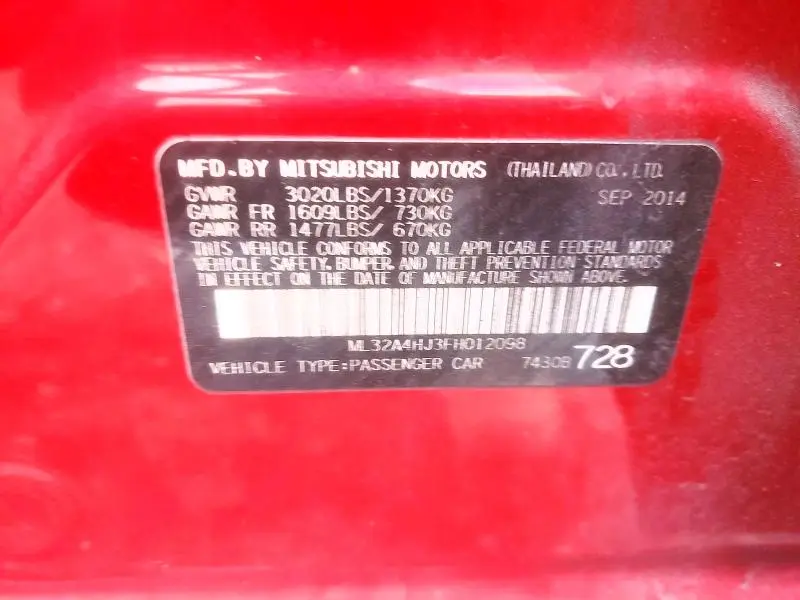 MFD.BY MITSUBISHI MOTORS (THAILAND)CO.,LTD.
GVWR 3020LBS/1370KG SEP 2014
GAWR FR 1609LBS/ 730KG
GAWR RR 1477LBS/ 670KG
THIS VEHICLE CONFORMS TO ALL APPLICABLE FEDERAL MOTOR
VEHICLE SAFETY, BUMPER, AND THEFT PREVENTION STANDARDS
IN EFFECT ON THE DATE OF MANUFACTURE SHOWN ABOVE.
ML32A4HJ3FH012098
VEHICLE TYPE:PASSENGER CAR 7430B 728